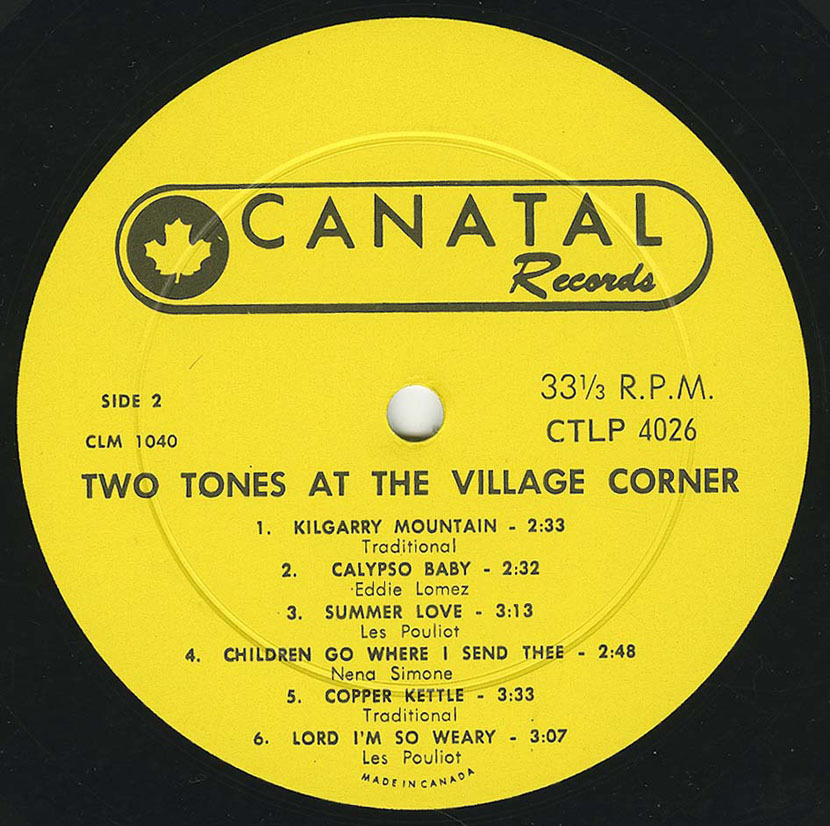 CANATAL
Records
SIDE 2
33⅓ R.P.M.
CLM 1040
CTLP 4026
TWO TONES AT THE VILLAGE CORNER
1. KILGARRY MOUNTAIN - 2:33
Traditional
2. CALYPSO BABY - 2:32
Eddie Lomez
3. SUMMER LOVE - 3:13
Les Pouliot
4. CHILDREN GO WHERE I SEND THEE - 2:48
Nena Simone
5. COPPER KETTLE - 3:33
Traditional
6. LORD I'M SO WEARY - 3:07
Les Pouliot
MADE IN CANADA